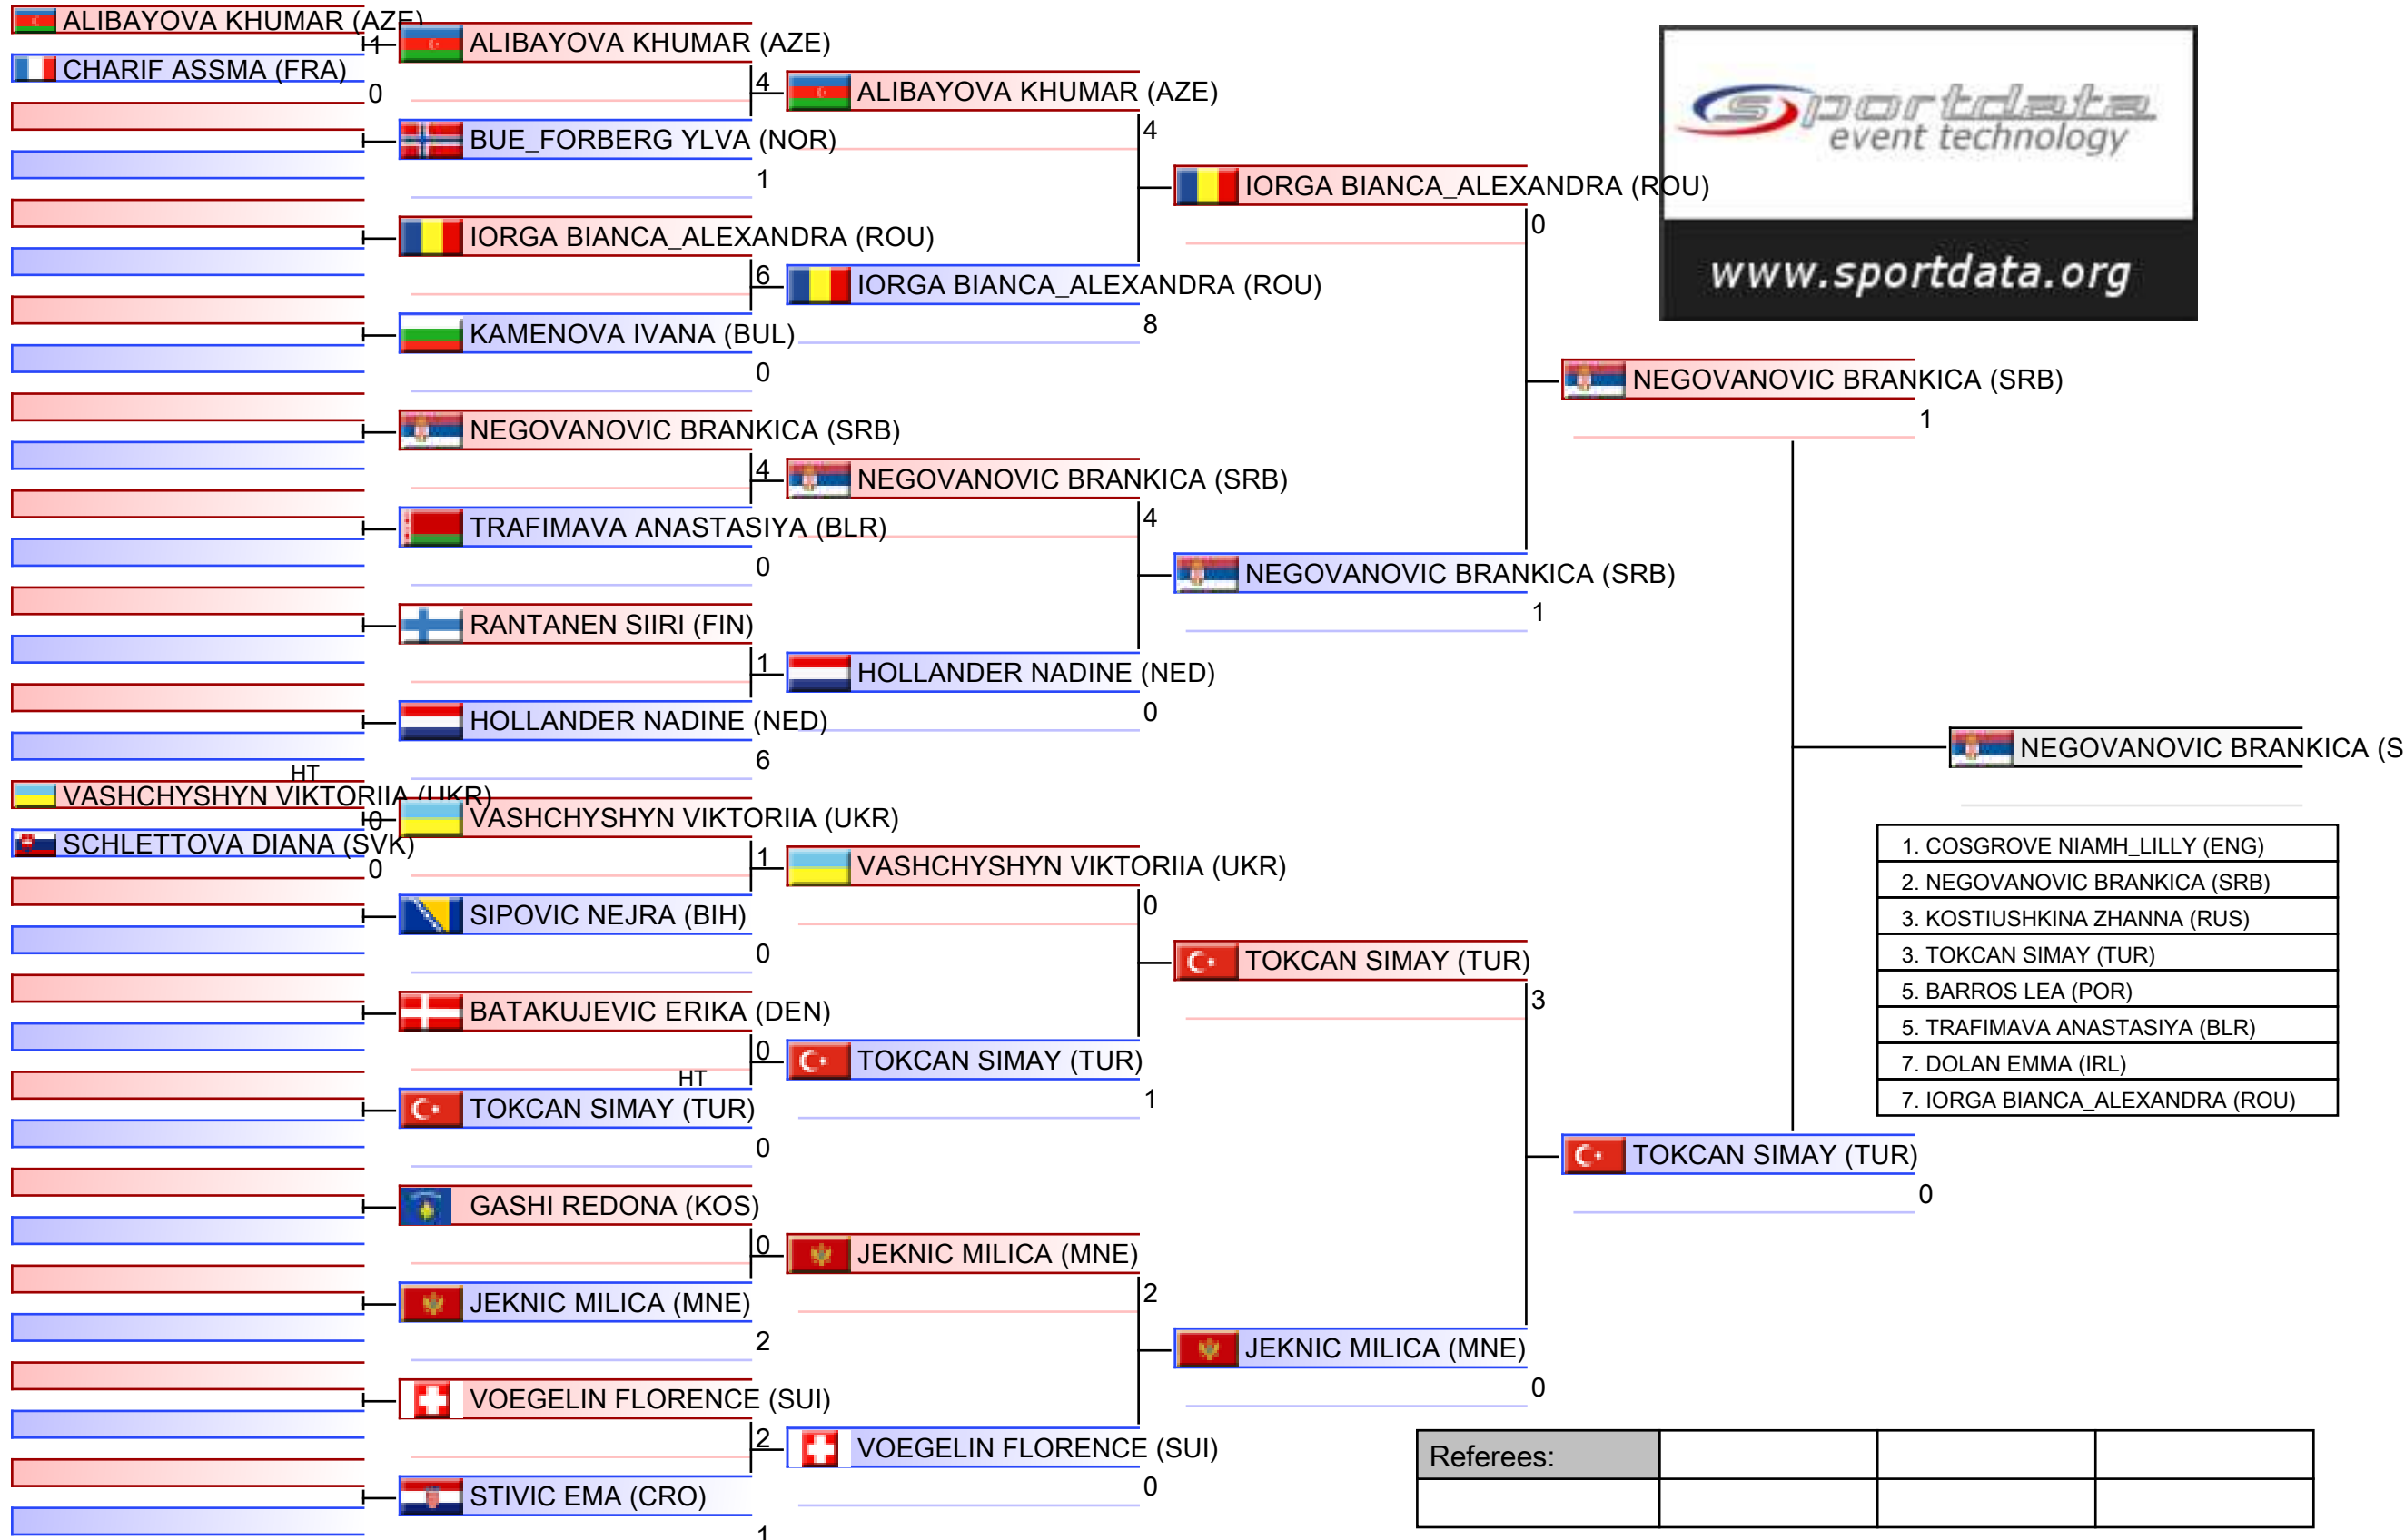 ALIBAYOVA KHUMAR (AZE)
1
CHARIF ASSMA (FRA)
0
HT
VASHCHYSHYN VIKTORIIA (UKR)
0
SCHLETTOVA DIANA (SVK)
0
ALIBAYOVA KHUMAR (AZE)
4
BUE_FORBERG YLVA (NOR)
1
IORGA BIANCA_ALEXANDRA (ROU)
6
KAMENOVA IVANA (BUL)
0
NEGOVANOVIC BRANKICA (SRB)
4
TRAFIMAVA ANASTASIYA (BLR)
0
RANTANEN SIIRI (FIN)
1
HOLLANDER NADINE (NED)
6
VASHCHYSHYN VIKTORIIA (UKR)
1
SIPOVIC NEJRA (BIH)
0
BATAKUJEVIC ERIKA (DEN)
0
HT
TOKCAN SIMAY (TUR)
0
GASHI REDONA (KOS)
0
JEKNIC MILICA (MNE)
2
VOEGELIN FLORENCE (SUI)
2
STIVIC EMA (CRO)
1
ALIBAYOVA KHUMAR (AZE)
4
IORGA BIANCA_ALEXANDRA (ROU)
8
NEGOVANOVIC BRANKICA (SRB)
4
HOLLANDER NADINE (NED)
0
VASHCHYSHYN VIKTORIIA (UKR)
0
TOKCAN SIMAY (TUR)
1
JEKNIC MILICA (MNE)
2
VOEGELIN FLORENCE (SUI)
0
IORGA BIANCA_ALEXANDRA (ROU)
0
NEGOVANOVIC BRANKICA (SRB)
1
TOKCAN SIMAY (TUR)
3
JEKNIC MILICA (MNE)
0
NEGOVANOVIC BRANKICA (SRB)
1
TOKCAN SIMAY (TUR)
0
NEGOVANOVIC BRANKICA (S
sportdata
event technology
www.sportdata.org
1. COSGROVE NIAMH_LILLY (ENG)
2. NEGOVANOVIC BRANKICA (SRB)
3. KOSTIUSHKINA ZHANNA (RUS)
3. TOKCAN SIMAY (TUR)
5. BARROS LEA (POR)
5. TRAFIMAVA ANASTASIYA (BLR)
7. DOLAN EMMA (IRL)
7. IORGA BIANCA_ALEXANDRA (ROU)
Referees: